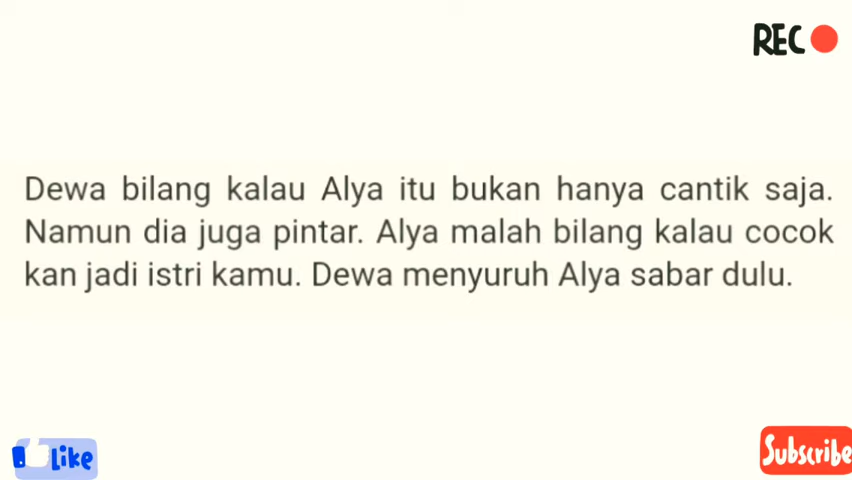 REC
Dewa bilang kalau Alya itu bukan hanya cantik saja.
Namun dia juga pintar. Alya malah bilang kalau cocok
kan jadi istri kamu. Dewa menyuruh Alya sabar dulu.
Like
Subscribe